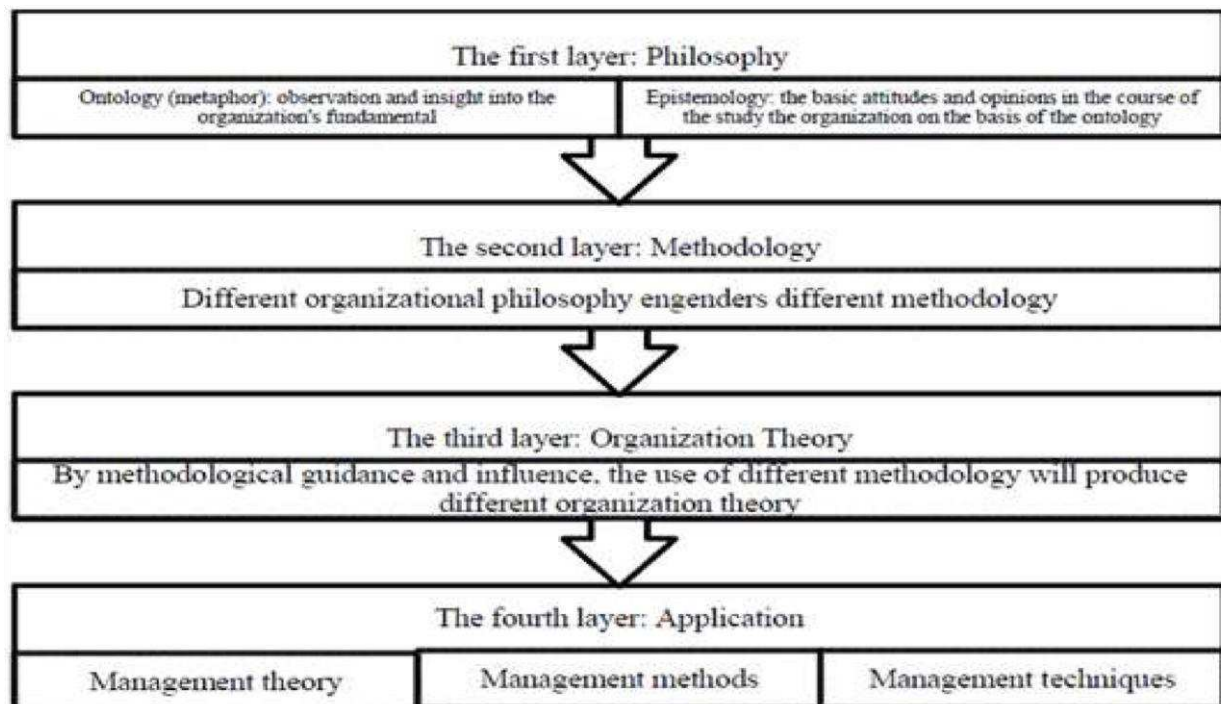 The first layer: Philosophy
Ontology (metaphor): observation and insight into the
organization's fundamental
Epistemology: the basic attitudes and opinions in the course of
the study the organization on the basis of the ontology
The second layer: Methodology
Different organizational philosophy engenders different methodology
The third layer: Organization Theory
By methodological guidance and influence, the use of different methodology will produce
different organization theory
The fourth layer: Application
Management theory
Management methods
Management techniques